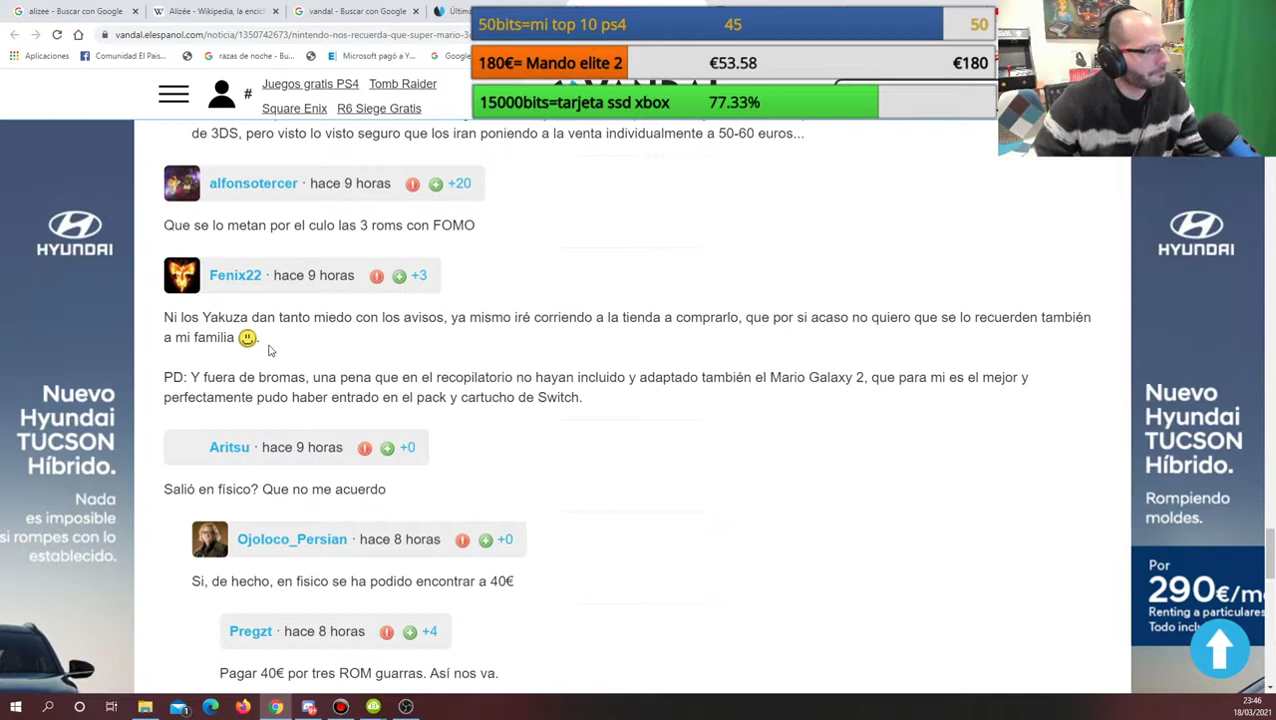 alizee - Buscar con Google
Alizée - Wikipedia, la encicl
vandal - Buscar con Google
vandal.elespanol.com/noticia/1350742673/nintendo-nos-recuerda-que-super-mario-3
Aplicaciones
Comunidad El País
razas de noche - B
Microsoft pagó a Y
50bits=mi top 10 ps4 45 50
180€= Mando elite 2 €53.58 €180
15000bits=tarjeta ssd xbox 77.33%
#
Juegos gratis PS4 Tomb Raider
Square Enix R6 Siege Gratis
de 3DS, pero visto lo visto seguro que los iran poniendo a la venta individualmente a 50-60 euros...
alfonsotercer · hace 9 horas +20
Que se lo metan por el culo las 3 roms con FOMO
Fenix22 · hace 9 horas +3
Ni los Yakuza dan tanto miedo con los avisos, ya mismo iré corriendo a la tienda a comprarlo, que por si acaso no quiero que se lo recuerden también
a mi familia .
PD: Y fuera de bromas, una pena que en el recopilatorio no hayan incluido y adaptado también el Mario Galaxy 2, que para mi es el mejor y
perfectamente pudo haber entrado en el pack y cartucho de Switch.
Aritsu · hace 9 horas +0
Salió en físico? Que no me acuerdo
Ojoloco_Persian · hace 8 horas +0
Si, de hecho, en fisico se ha podido encontrar a 40€
Pregzt · hace 8 horas +4
Pagar 40€ por tres ROM guarras. Así nos va.
HYUNDAI
Nuevo
Hyundai
TUCSON
Híbrido.
Nada
es imposible
si rompes con lo
establecido.
HYUNDAI
Nuevo
Hyundai
TUCSON
Híbrido.
Rompiendo
moldes.
Por
290€/m
Renting a particulares
Todo inclu
23:46
18/03/2021